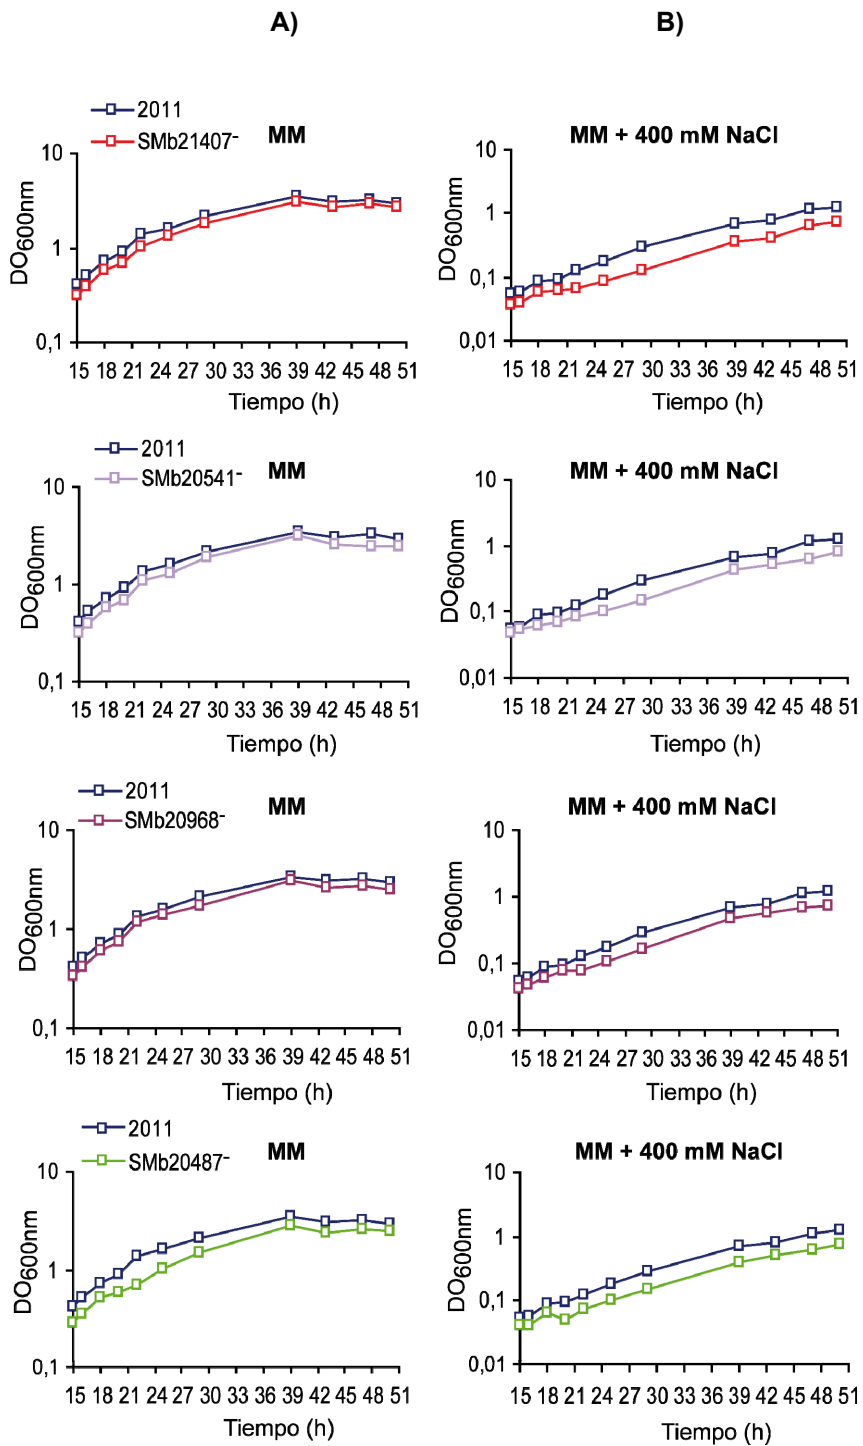 A)
B)
2011
SMb21407-
MM
MM + 400 mM NaCl
10
1
0,1
DO600nm
15 18 21 24 27 30 33 36 39 42 45 48 51
Tiempo (h)
10
1
0,1
0,01
DO600nm
15 18 21 24 27 30 33 36 39 42 45 48 51
Tiempo (h)
2011
SMb20541-
MM
MM + 400 mM NaCl
10
1
0,1
DO600nm
15 18 21 24 27 30 33 36 39 42 45 48 51
Tiempo (h)
10
1
0,1
0,01
DO600nm
15 18 21 24 27 30 33 36 39 42 45 48 51
Tiempo (h)
2011
SMb20968-
MM
MM + 400 mM NaCl
10
1
0,1
DO600nm
15 18 21 24 27 30 33 36 39 42 45 48 51
Tiempo (h)
10
1
0,1
0,01
DO600nm
15 18 21 24 27 30 33 36 39 42 45 48 51
Tiempo (h)
2011
SMb20487-
MM
MM + 400 mM NaCl
10
1
0,1
DO600nm
15 18 21 24 27 30 33 36 39 42 45 48 51
Tiempo (h)
10
1
0,1
0,01
DO600nm
15 18 21 24 27 30 33 36 39 42 45 48 51
Tiempo (h)